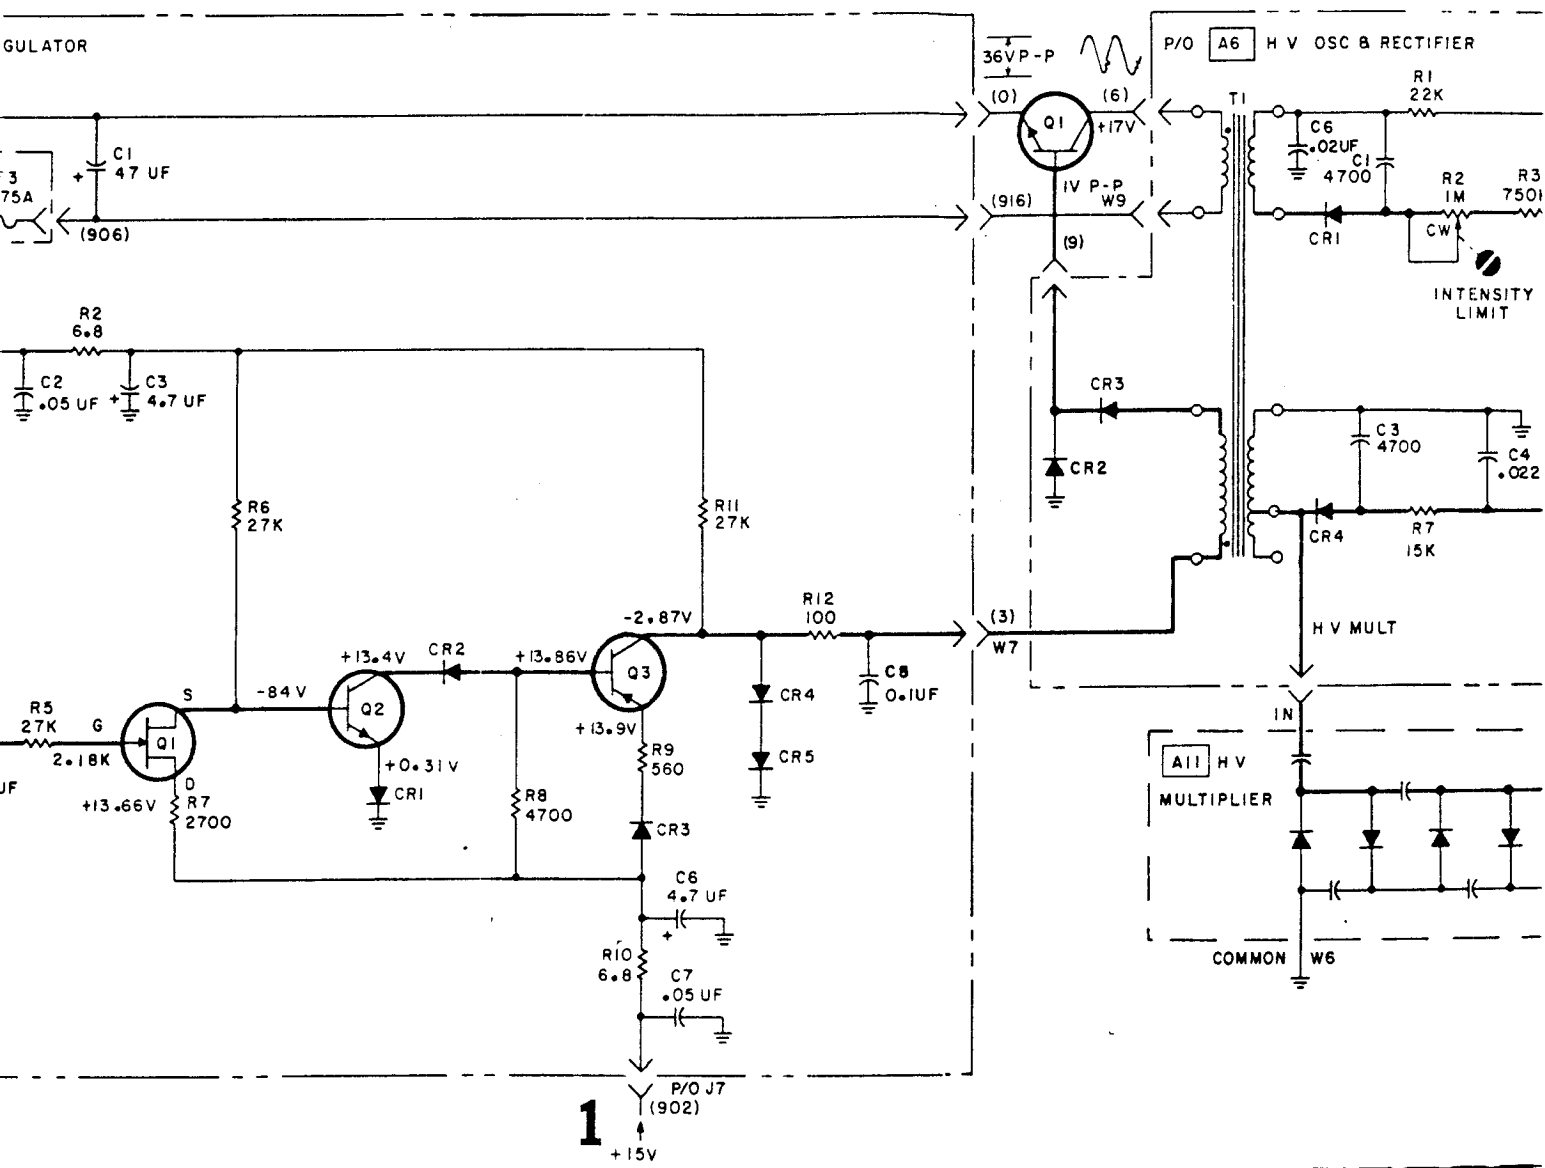 GULATOR
36V P-P
P/O A6 H V OSC & RECTIFIER
R1
22K
(0)
(6)
T1
Q1
+17V
C6
.02UF
C1
4700
C1
47 UF
+
3
75A
(906)
1V P-P
(916)
W9
(9)
R2
1M
R3
750
CR1
CW
INTENSITY
LIMIT
R2
6.8
C2
.05 UF
C3
4.7 UF
+
CR3
CR2
C3
4700
C4
.022
CR4
R7
15K
R6
27K
R11
27K
H V MULT
R12
100
(3)
W7
-2.87V
+13.4V
CR2
+13.86V
Q3
CR4
C8
0.1UF
S
-84V
Q2
R5
27K
G
Q1
2.18K
D
+13.9V
R9
560
CR5
+0.31V
CR1
UF
+13.66V
R7
2700
R8
4700
CR3
IN
A11 H V
MULTIPLIER
C6
4.7 UF
+
R10
6.8
C7
.05 UF
COMMON
W6
P/O J7
(902)
1
+15V